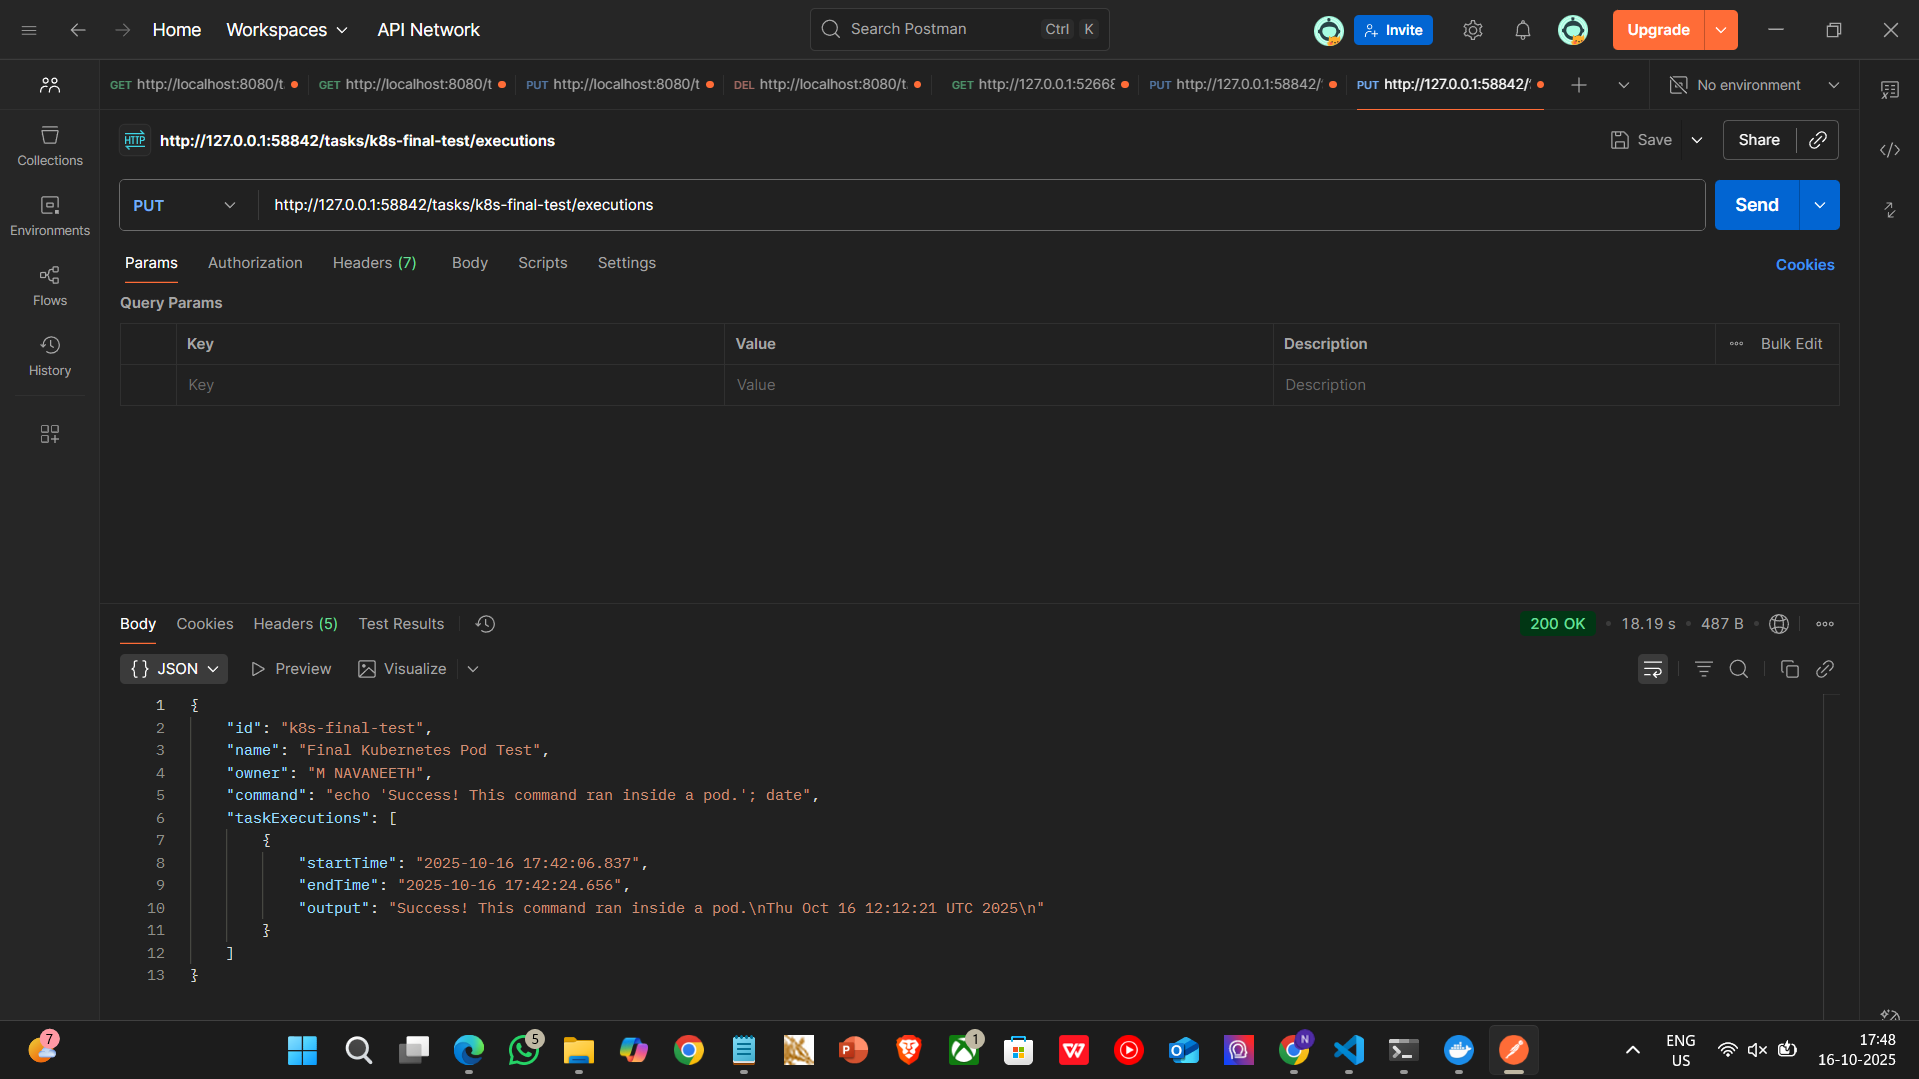 Home Workspaces API Network Search Postman Ctrl K Invite Upgrade
GET http://localhost:8080/t GET http://localhost:8080/t PUT http://localhost:8080/t DEL http://localhost:8080/t GET http://127.0.0.1:5266 PUT http://127.0.0.1:58842/ PUT http://127.0.0.1:58842/ No environment
HTTP http://127.0.0.1:58842/tasks/k8s-final-test/executions Save Share
Collections
Environments
Flows
History
PUT http://127.0.0.1:58842/tasks/k8s-final-test/executions Send
Params Authorization Headers (7) Body Scripts Settings Cookies
Query Params
Key Value Description Bulk Edit
Key Value Description
Body Cookies Headers (5) Test Results 200 OK • 18.19 s • 487 B
{} JSON Preview Visualize
1 {
2 "id": "k8s-final-test",
3 "name": "Final Kubernetes Pod Test",
4 "owner": "M NAVANEETH",
5 "command": "echo 'Success! This command ran inside a pod.'; date",
6 "taskExecutions": [
7 {
8 "startTime": "2025-10-16 17:42:06.837",
9 "endTime": "2025-10-16 17:42:24.656",
10 "output": "Success! This command ran inside a pod.\nThu Oct 16 12:12:21 UTC 2025\n"
11 }
12 ]
13 }
7 5 1 N ENG 17:48
US 16-10-2025